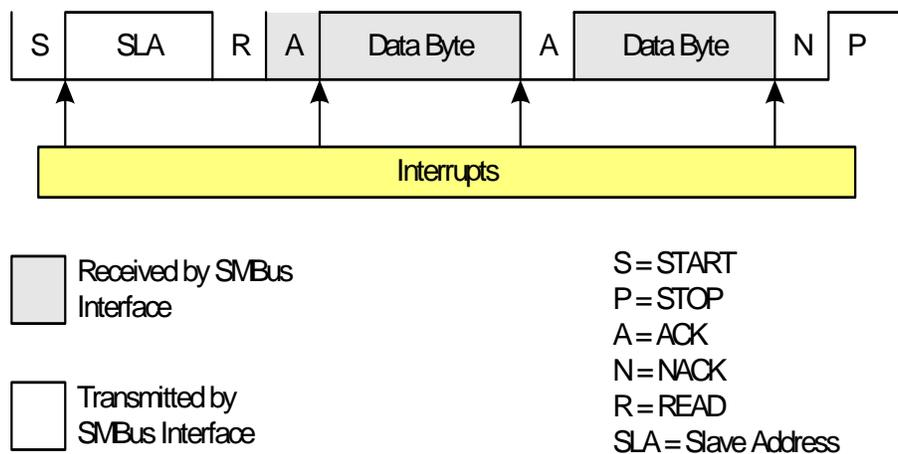 S SLA R A Data Byte A Data Byte N P
Interrupts
Received by SMBus
Interface
Transmitted by
SMBus Interface
S = START
P = STOP
A = ACK
N = NACK
R = READ
SLA = Slave Address